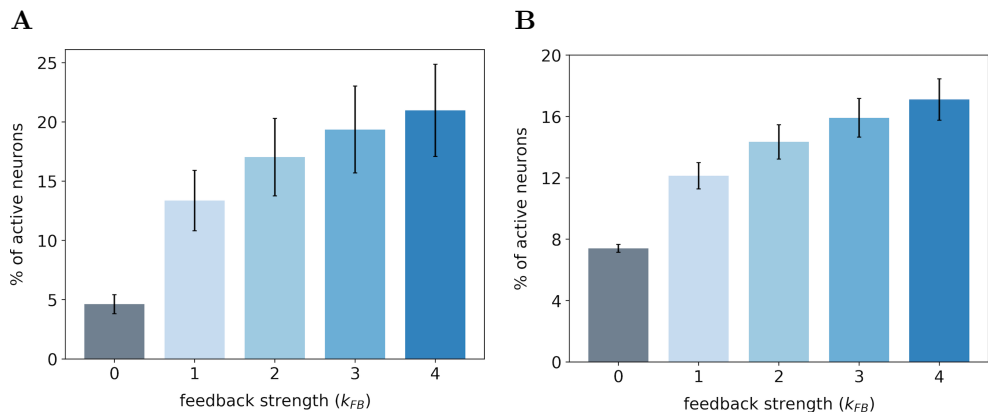 A
% of active neurons
25
20
15
10
5
0
0 1 2 3 4
feedback strength (k_FB)
B
% of active neurons
20
16
12
8
4
0
0 1 2 3 4
feedback strength (k_FB)